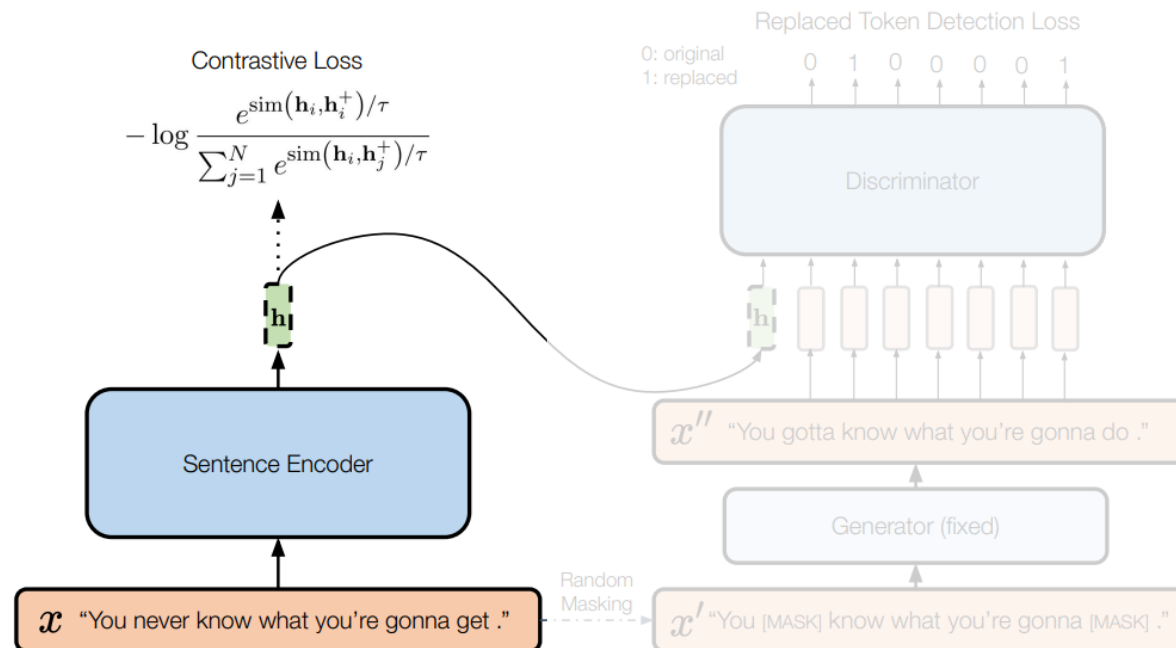 Contrastive Loss
− log e^sim(h_i, h_i^+)/τ / ∑_{j=1}^N e^sim(h_i, h_j^+)/τ
h
Sentence Encoder
x "You never know what you're gonna get ."
Random
Masking
Replaced Token Detection Loss
0: original
1: replaced
0 1 0 0 0 0 1
Discriminator
h
x'' "You gotta know what you're gonna do ."
Generator (fixed)
x' "You [MASK] know what you're gonna [MASK] ."